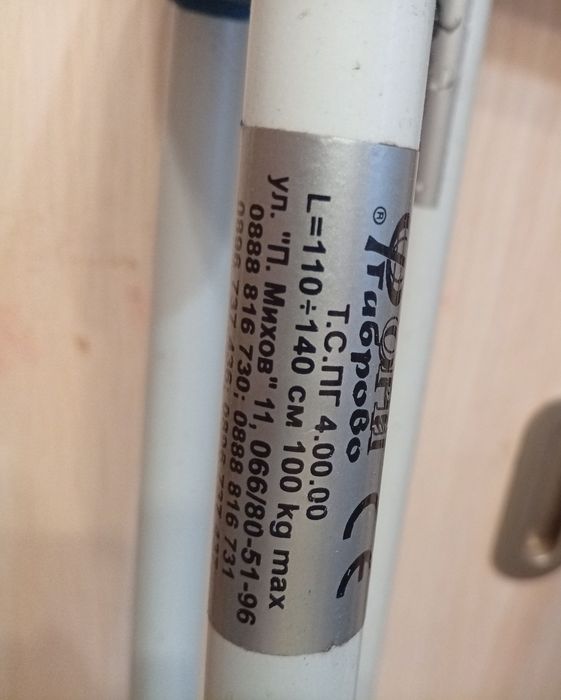 ®
Габрово CE
Т.С.ПГ 4.00.00
L=110÷140 см 100 kg max
ул. "П. Михов" 11, 066/80-51-96
0888 816 730; 0888 816 731